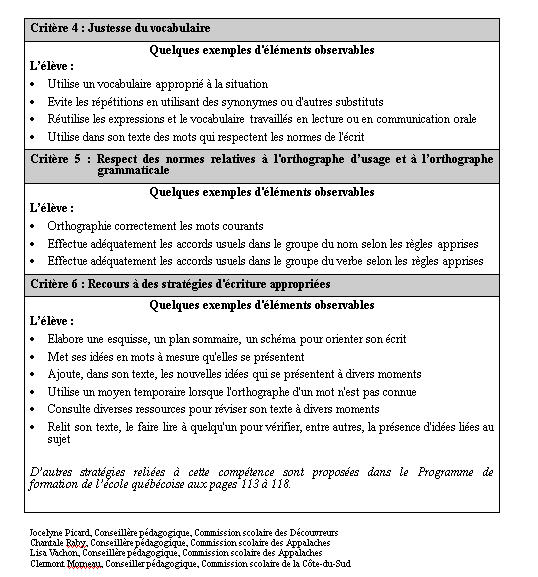 Critère 4 : Justesse du vocabulaire
Quelques exemples d'éléments observables
L'élève :
• Utilise un vocabulaire approprié à la situation
• Evite les répétitions en utilisant des synonymes ou d'autres substituts
• Réutilise les expressions et le vocabulaire travaillés en lecture ou en communication orale
• Utilise dans son texte des mots qui respectent les normes de l'écrit
Critère 5 : Respect des normes relatives à l'orthographe d'usage et à l'orthographe
grammaticale
Quelques exemples d'éléments observables
L'élève :
• Orthographie correctement les mots courants
• Effectue adéquatement les accords usuels dans le groupe du nom selon les règles apprises
• Effectue adéquatement les accords usuels dans le groupe du verbe selon les règles apprises
Critère 6 : Recours à des stratégies d'écriture appropriées
Quelques exemples d'éléments observables
L'élève :
• Elabore une esquisse, un plan sommaire, un schéma pour orienter son écrit
• Met ses idées en mots à mesure qu'elles se présentent
• Ajoute, dans son texte, les nouvelles idées qui se présentent à divers moments
• Utilise un moyen temporaire lorsque l'orthographe d'un mot n'est pas connue
• Consulte diverses ressources pour réviser son texte à divers moments
• Relit son texte, le faire lire à quelqu'un pour vérifier, entre autres, la présence d'idées liées au
sujet
D'autres stratégies reliées à cette compétence sont proposées dans le Programme de
formation de l'école québécoise aux pages 113 à 118.
Jocelyne Picard, Conseillère pédagogique, Commission scolaire des Découvreurs
Chantale Raby, Conseillère pédagogique, Commission scolaire des Appalaches
Lisa Vachon, Conseillère pédagogique, Commission scolaire des Appalaches
Clermont Morneau, Conseiller pédagogique, Commission scolaire de la Côte-du-Sud